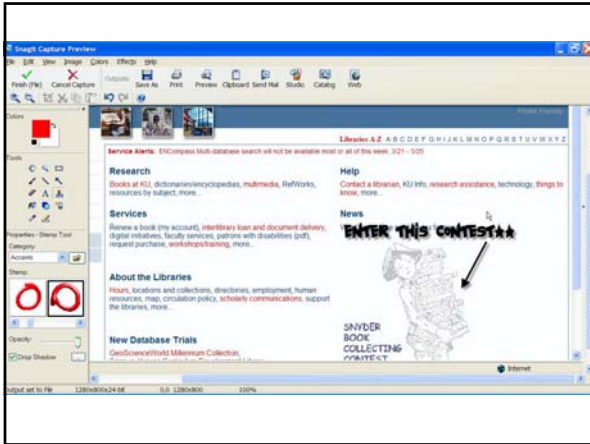 SnagIt Capture Preview
File Edit View Image Colors Effects Help
Finish (File) Cancel Capture Outputs: Save As Print Preview Clipboard Send Mail Studio Catalog Web
Colors
Tools
Properties - Stamp Tool
Category:
Accents
Stamp:
Opacity:
Drop Shadow
Printer Friendly
Libraries A-Z A B C D E F G H I J K L M N O P Q R S T U V W X Y Z
Service Alerts: ENCompass Multi-database search will not be available most or all of this week, 3/21 - 3/25
Research
Books at KU, dictionaries/encyclopedias, multimedia, RefWorks,
resources by subject, more...
Help
Contact a librarian, KU Info, research assistance, technology, things to
know, more...
Services
Renew a book (my account), interlibrary loan and document delivery,
digital initiatives, faculty services, patrons with disabilities (pdf),
request purchase, workshops/training, more...
News
ENTER THIS CONTEST
About the Libraries
Hours, locations and collections, directories, employment, human
resources, map, circulation policy, scholarly communications, support
the libraries, more...
SNYDER
BOOK
COLLECTING
CONTEST
New Database Trials
GeoScienceWorld Millennium Collection,
Internet
Output set to File 1280x800x24-bit 0,0 1280x800 100%